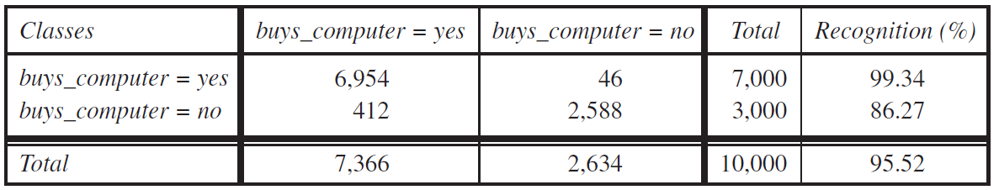 Classes buys_computer = yes buys_computer = no Total Recognition (%)
buys_computer = yes 6,954 46 7,000 99.34
buys_computer = no 412 2,588 3,000 86.27
Total 7,366 2,634 10,000 95.52